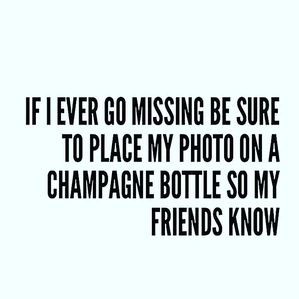 IF I EVER GO MISSING BE SURE
TO PLACE MY PHOTO ON A
CHAMPAGNE BOTTLE SO MY
FRIENDS KNOW